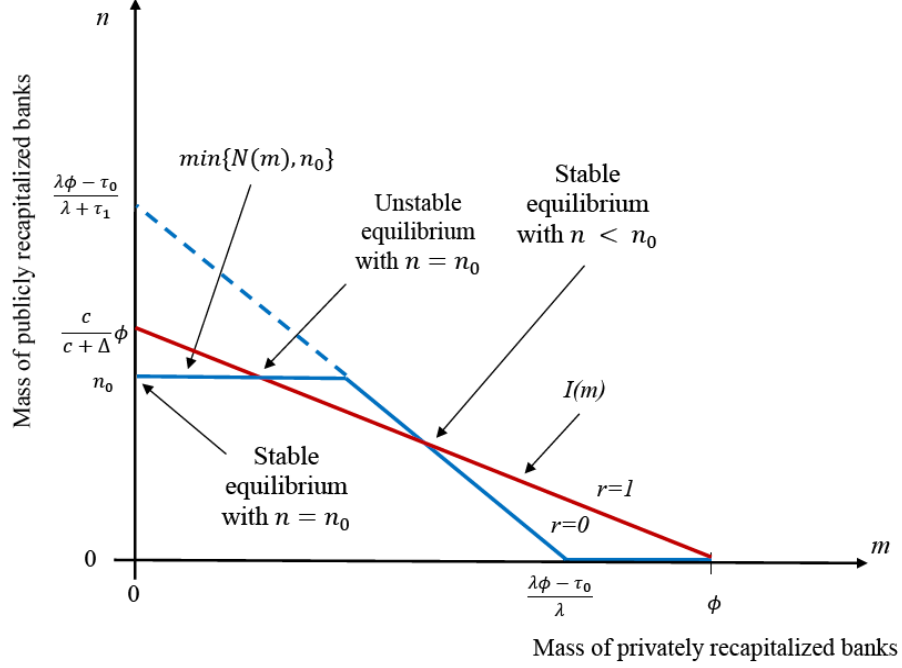 n
Mass of publicly recapitalized banks
min{N(m), n₀}
λϕ − τ₀
λ + τ₁
Unstable
equilibrium
with n = n₀
Stable
equilibrium
with n < n₀
c
c + Δ
ϕ
n₀
I(m)
Stable
equilibrium
with n = n₀
r=1
r=0
0
m
0
λϕ − τ₀
λ
ϕ
Mass of privately recapitalized banks